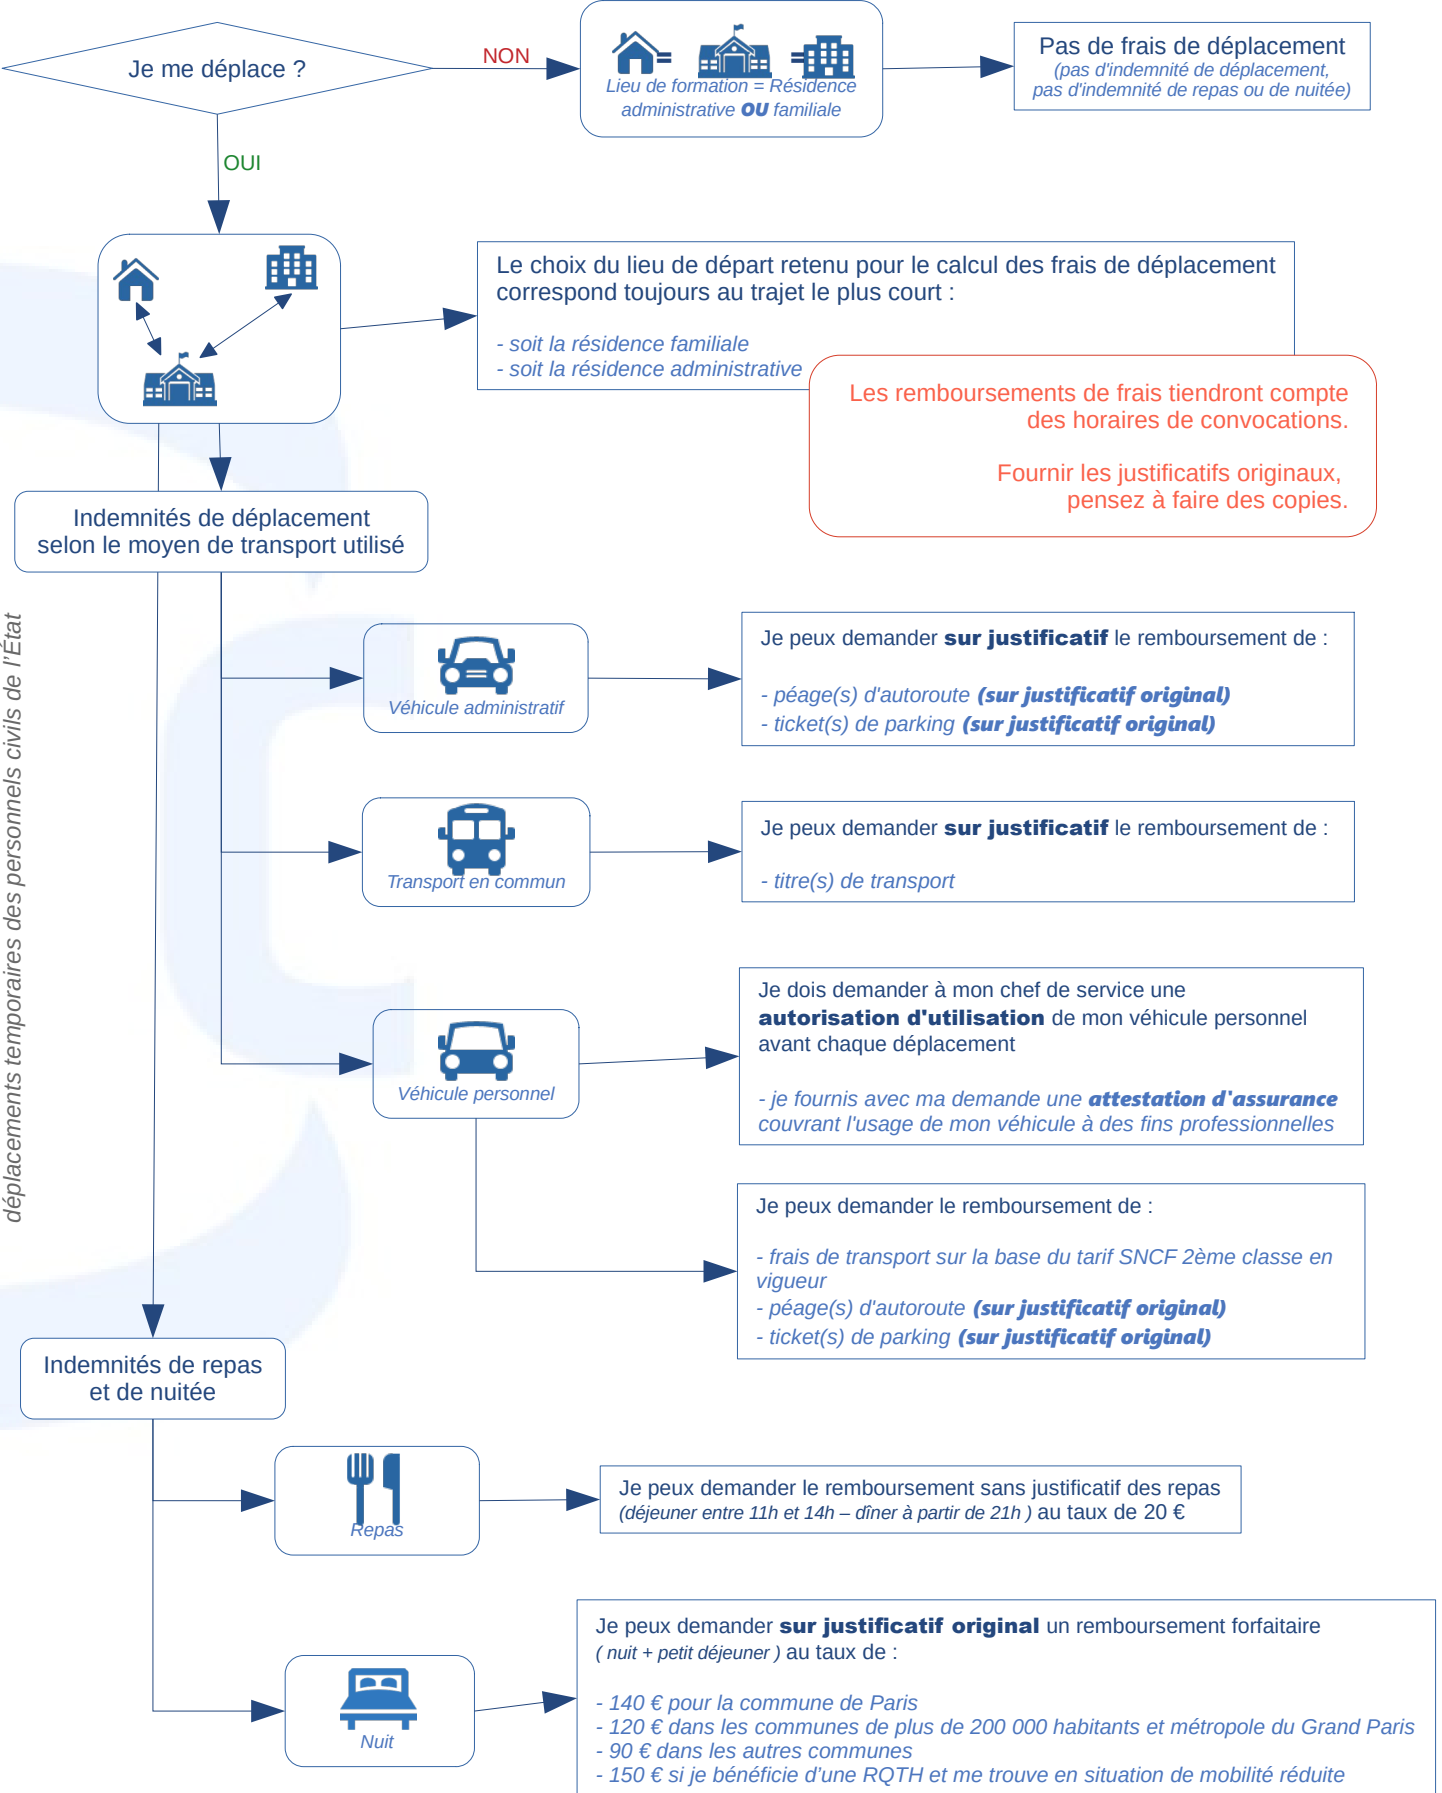 Je me déplace ?
NON
Lieu de formation = Résidence
administrative OU familiale
Pas de frais de déplacement
(pas d'indemnité de déplacement,
pas d'indemnité de repas ou de nuitée)
OUI
Le choix du lieu de départ retenu pour le calcul des frais de déplacement
correspond toujours au trajet le plus court :
- soit la résidence familiale
- soit la résidence administrative
Les remboursements de frais tiendront compte
des horaires de convocations.
Fournir les justificatifs originaux,
pensez à faire des copies.
Indemnités de déplacement
selon le moyen de transport utilisé
déplacements temporaires des personnels civils de l'État
Véhicule administratif
Je peux demander sur justificatif le remboursement de :
- péage(s) d'autoroute (sur justificatif original)
- ticket(s) de parking (sur justificatif original)
Transport en commun
Je peux demander sur justificatif le remboursement de :
- titre(s) de transport
Véhicule personnel
Je dois demander à mon chef de service une
autorisation d'utilisation de mon véhicule personnel
avant chaque déplacement
- je fournis avec ma demande une attestation d'assurance
couvrant l'usage de mon véhicule à des fins professionnelles
Je peux demander le remboursement de :
- frais de transport sur la base du tarif SNCF 2ème classe en
vigueur
- péage(s) d'autoroute (sur justificatif original)
- ticket(s) de parking (sur justificatif original)
Indemnités de repas
et de nuitée
Repas
Je peux demander le remboursement sans justificatif des repas
(déjeuner entre 11h et 14h – dîner à partir de 21h ) au taux de 20 €
Nuit
Je peux demander sur justificatif original un remboursement forfaitaire
( nuit + petit déjeuner ) au taux de :
- 140 € pour la commune de Paris
- 120 € dans les communes de plus de 200 000 habitants et métropole du Grand Paris
- 90 € dans les autres communes
- 150 € si je bénéficie d’une RQTH et me trouve en situation de mobilité réduite